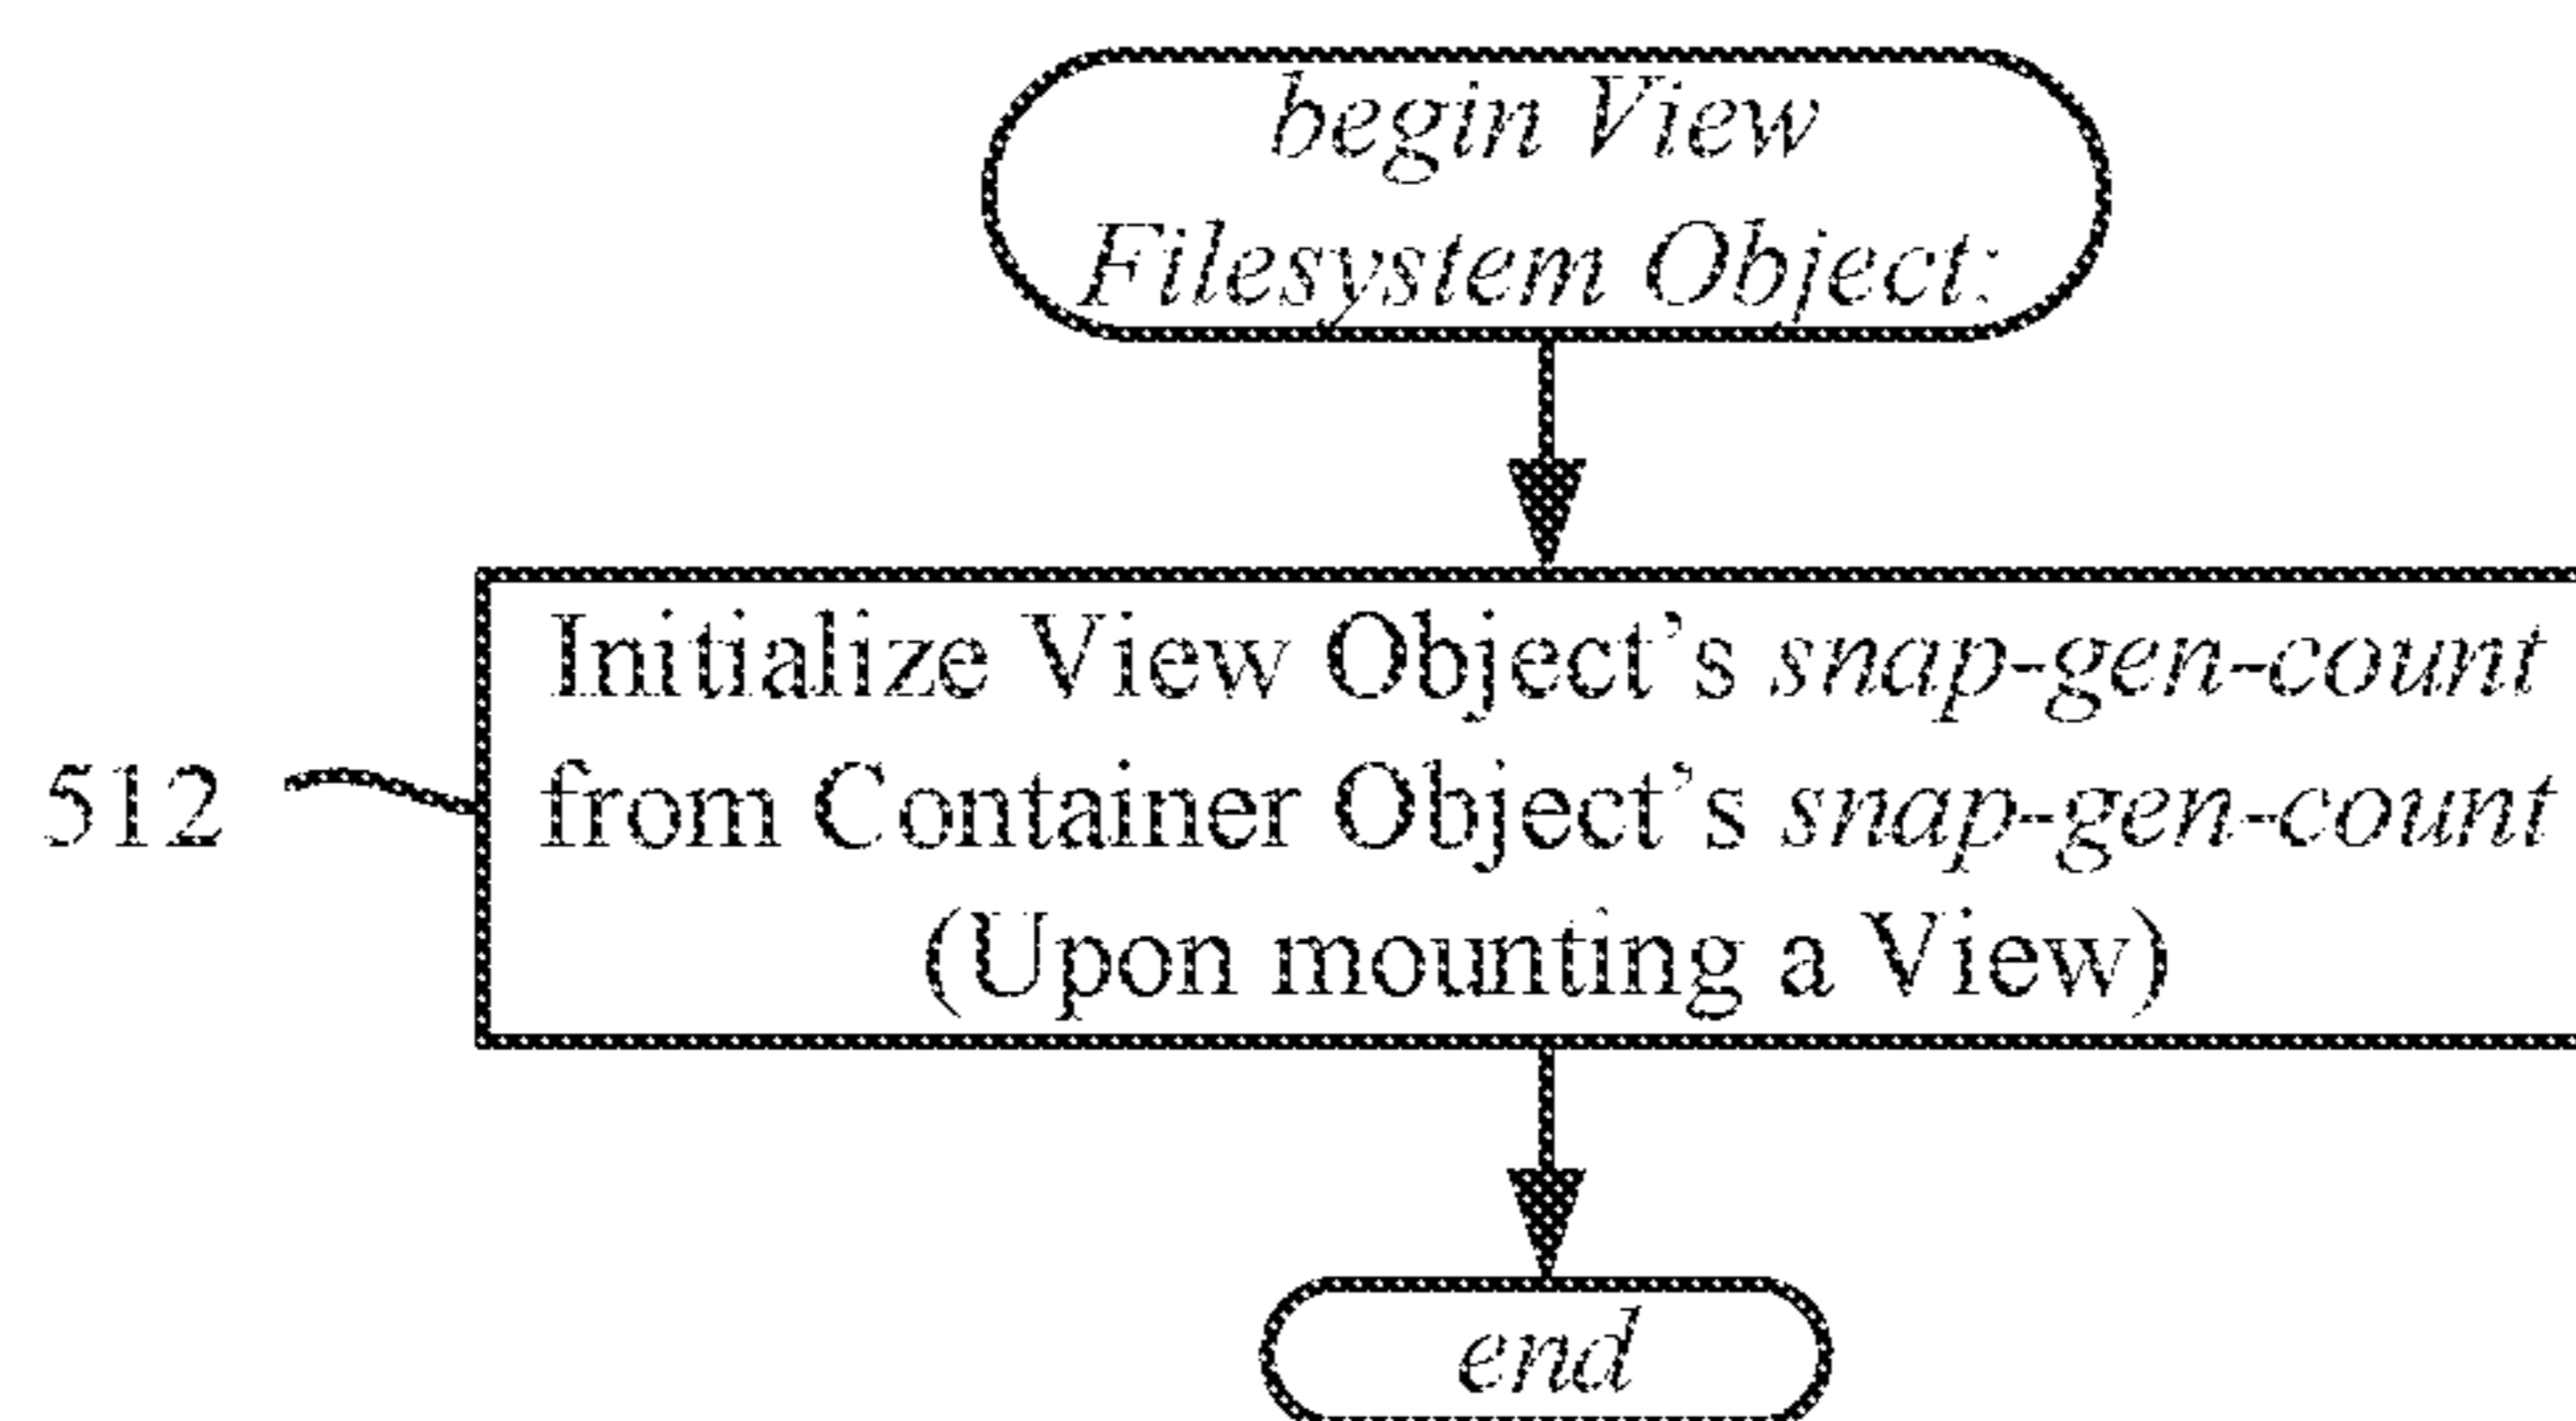 begin View
Filesystem Object:
Initialize View Object's snap-gen-count
from Container Object's snap-gen-count
512
(Upon mounting a View)
end